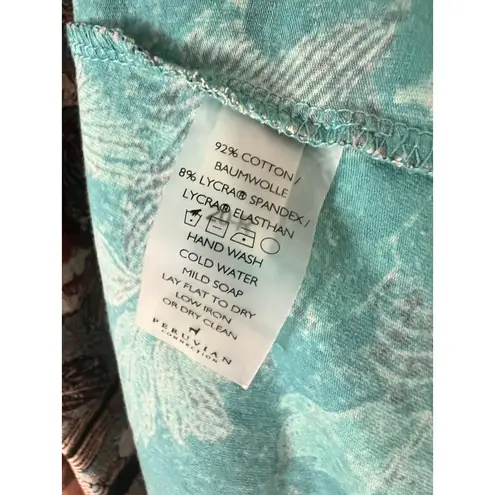 92% COTTON /
BAUMWOLLE
8% LYCRA® SPANDEX /
LYCRA® ELASTHAN
HAND WASH
COLD WATER
MILD SOAP
LAY FLAT TO DRY
LOW IRON
OR DRY CLEAN
PERUVIAN
CONNECTION